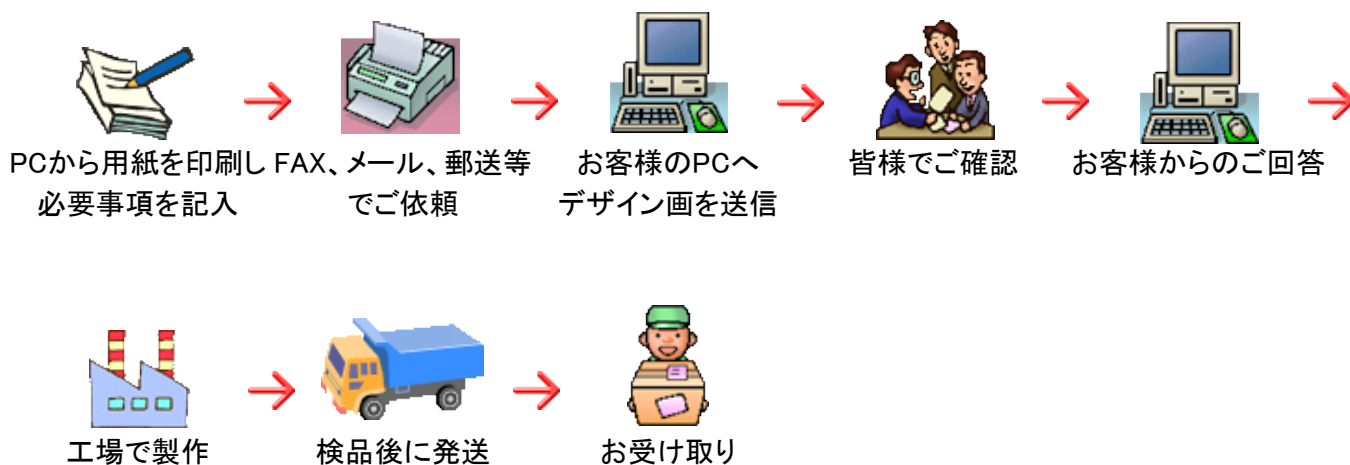 PCから用紙を印刷し
必要事項を記入
FAX、メール、郵送等
でご依頼
お客様のPCへ
デザイン画を送信
皆様でご確認
お客様からのご回答
工場で製作
検品後に発送
お受け取り